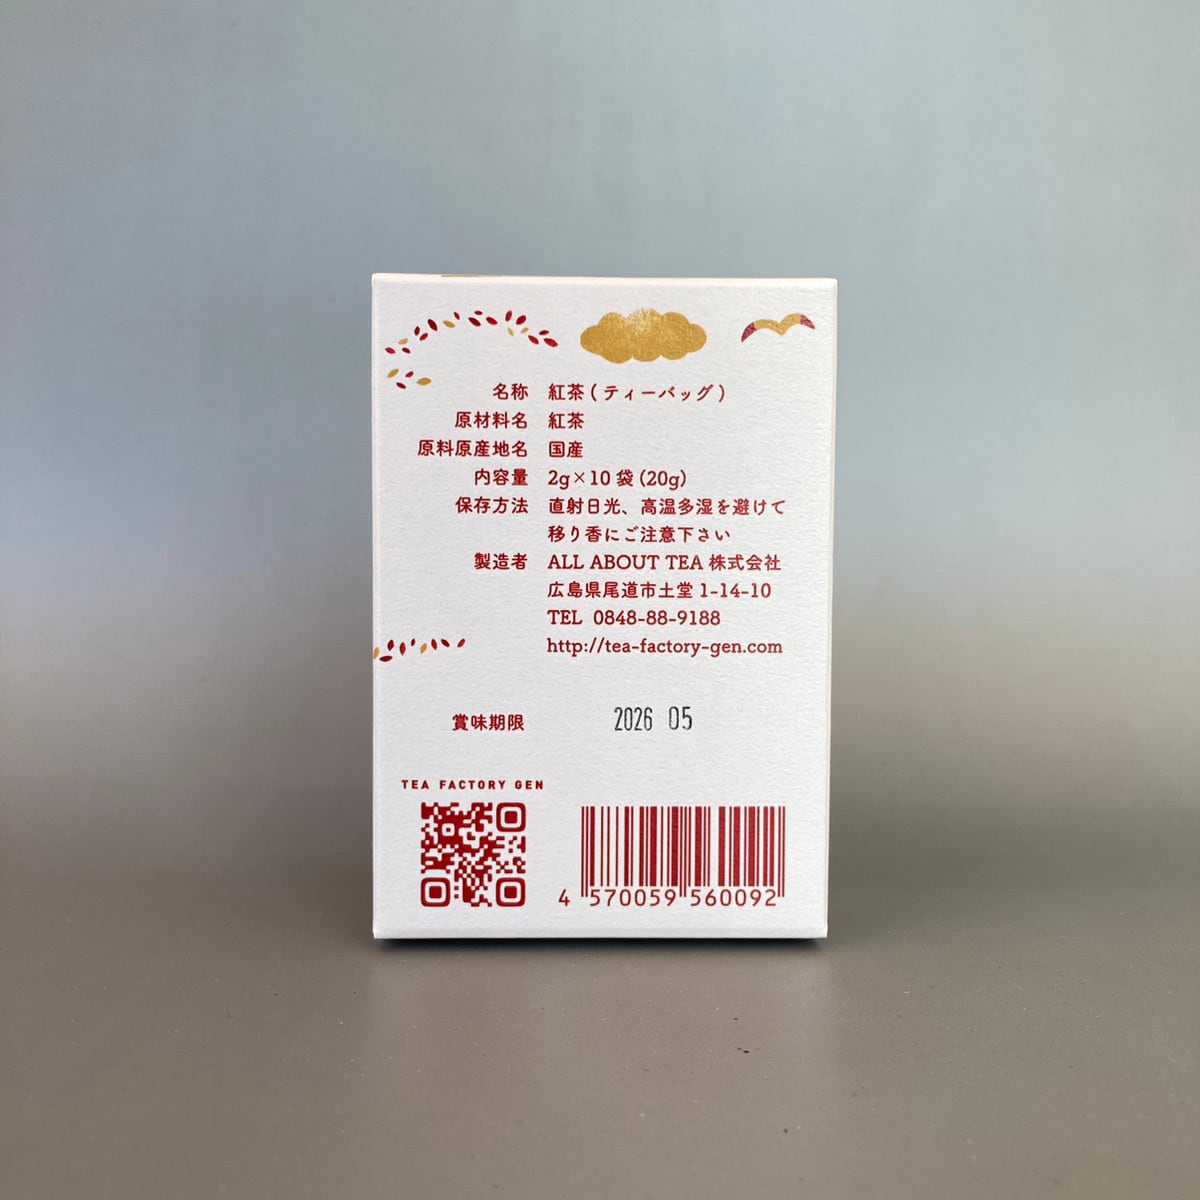 名称 紅茶(ティーバッグ)
原材料名 紅茶
原料原産地名 国産
内容量 2g×10袋(20g)
保存方法 直射日光、高温多湿を避けて
移り香にご注意下さい
製造者 ALL ABOUT TEA 株式会社
広島県尾道市土堂1-14-10
TEL 0848-88-9188
http://tea-factory-gen.com
賞味期限 2026 05
TEA FACTORY GEN
4 570059 560092